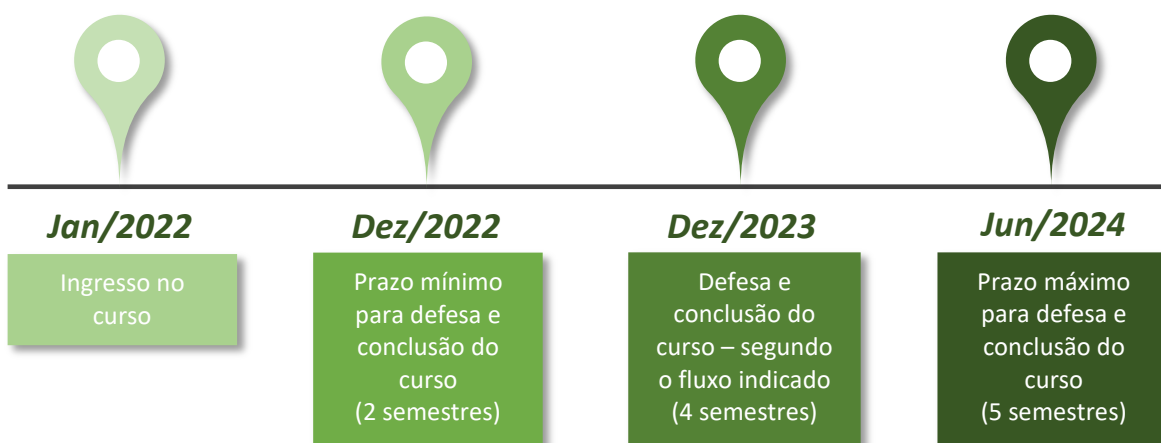 Jan/2022
Ingresso no
curso
Dez/2022
Prazo mínimo
para defesa e
conclusão do
curso
(2 semestres)
Dez/2023
Defesa e
conclusão do
curso – segundo
o fluxo indicado
(4 semestres)
Jun/2024
Prazo máximo
para defesa e
conclusão do
curso
(5 semestres)